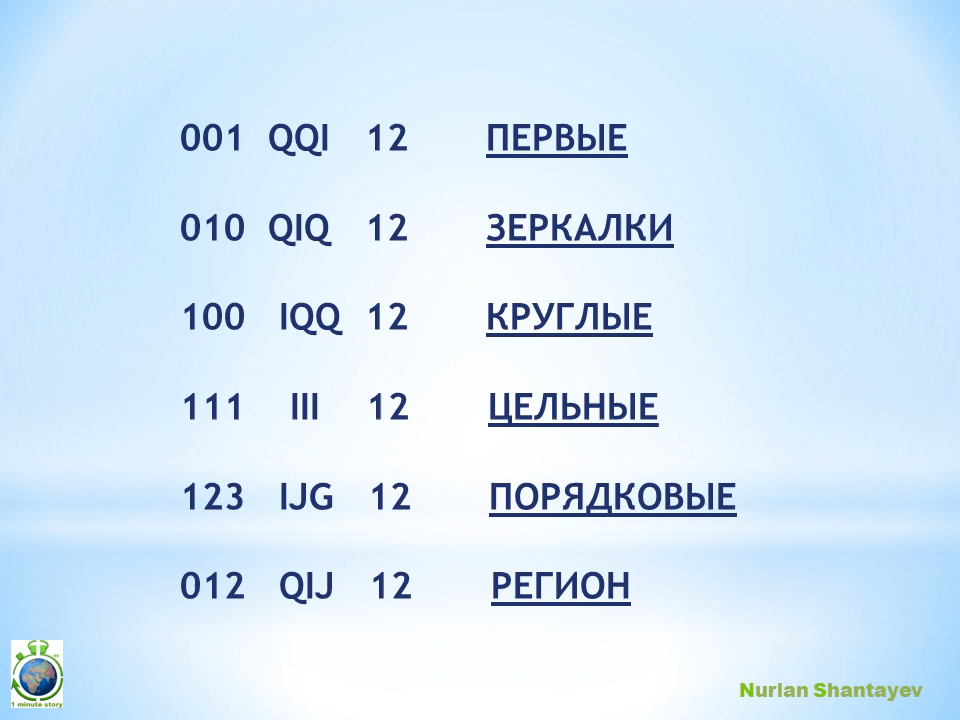 001 QQI 12 ПЕРВЫЕ
010 QIQ 12 ЗЕРКАЛКИ
100 IQQ 12 КРУГЛЫЕ
111 III 12 ЦЕЛЬНЫЕ
123 IJG 12 ПОРЯДКОВЫЕ
012 QIJ 12 РЕГИОН
1 minute story
Nurlan Shantayev